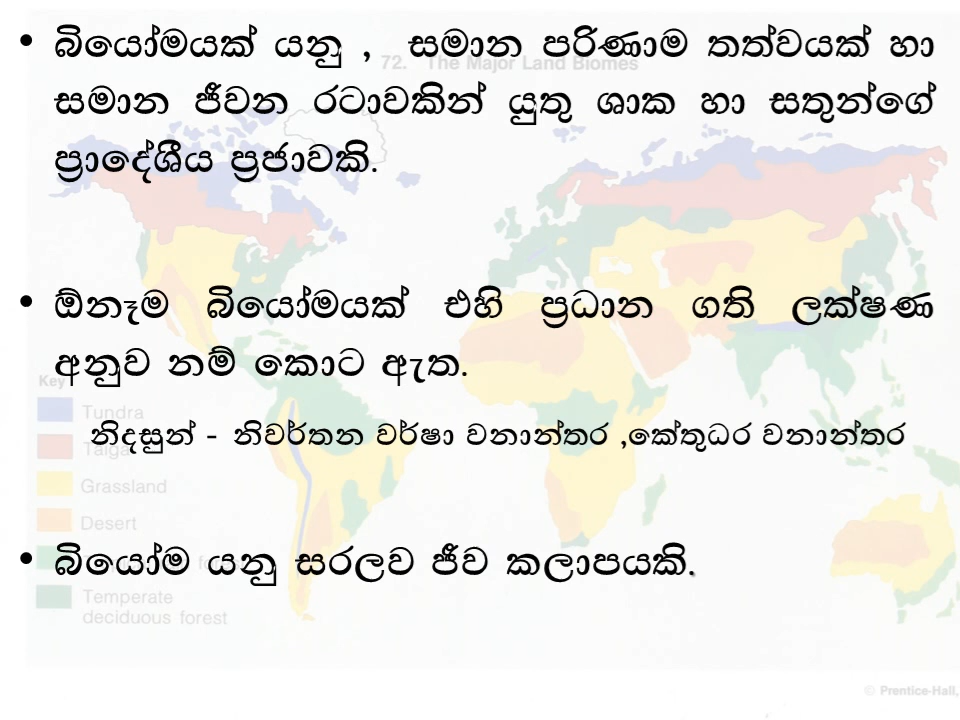 • බියෝමයක් යනු , සමාන පරිණාම තත්වයක් හා
සමාන ජීවන රටාවකින් යුතු ශාක හා සතුන්ගේ
ප්‍රාදේශීය ප්‍රජාවකි.
• ඕනෑම බියෝමයක් එහි ප්‍රධාන ගති ලක්ෂණ
අනුව නම් කොට ඇත.
නිදසුන් - නිවර්තන වර්ෂා වනාන්තර ,කේතුධර වනාන්තර
• බියෝම යනු සරලව ජීව කලාපයකි.
72. The Major Land Biomes
Key
Tundra
Taiga
Grassland
Desert
Temperate
deciduous forest
© Prentice-Hall,